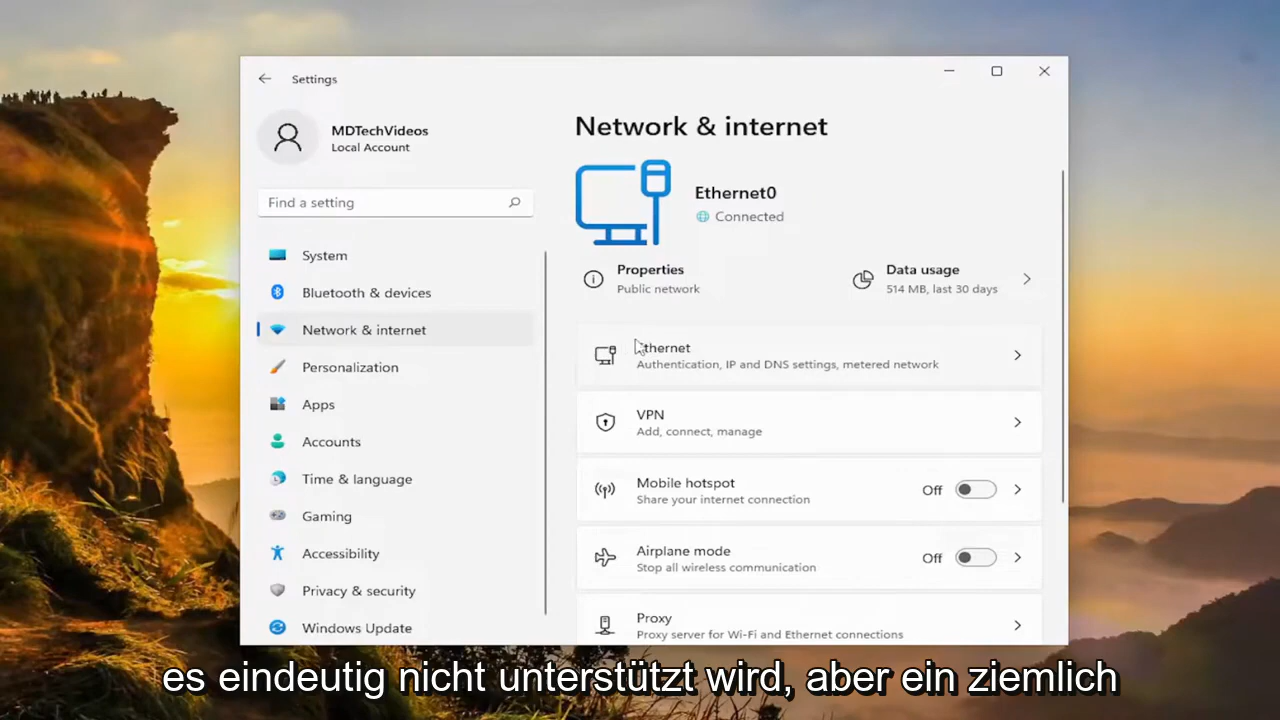 Settings
MDTechVideos
Local Account
Find a setting
System
Bluetooth & devices
Network & internet
Personalization
Apps
Accounts
Time & language
Gaming
Accessibility
Privacy & security
Windows Update
Network & internet
Ethernet0
Connected
Properties
Public network
Data usage
514 MB, last 30 days
Ethernet
Authentication, IP and DNS settings, metered network
VPN
Add, connect, manage
Mobile hotspot
Share your internet connection
Off
Airplane mode
Stop all wireless communication
Off
Proxy
Proxy server for Wi-Fi and Ethernet connections
es eindeutig nicht unterstützt wird, aber ein ziemlich